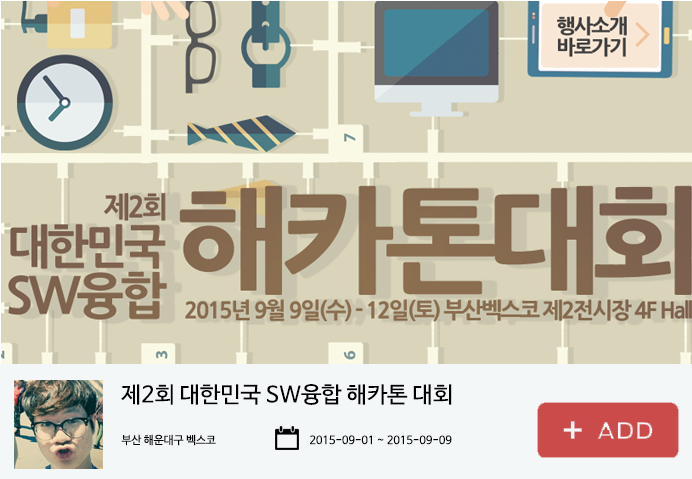 행사소개
바로가기
7
제2회
대한민국
SW융합
해카톤대회
2015년 9월 9일(수) - 12일(토) 부산벡스코 제2전시장 4F Hall
2
3
6
제2회 대한민국 SW융합 해카톤 대회
부산 해운대구 벡스코
2015-09-01 ~ 2015-09-09
+ ADD